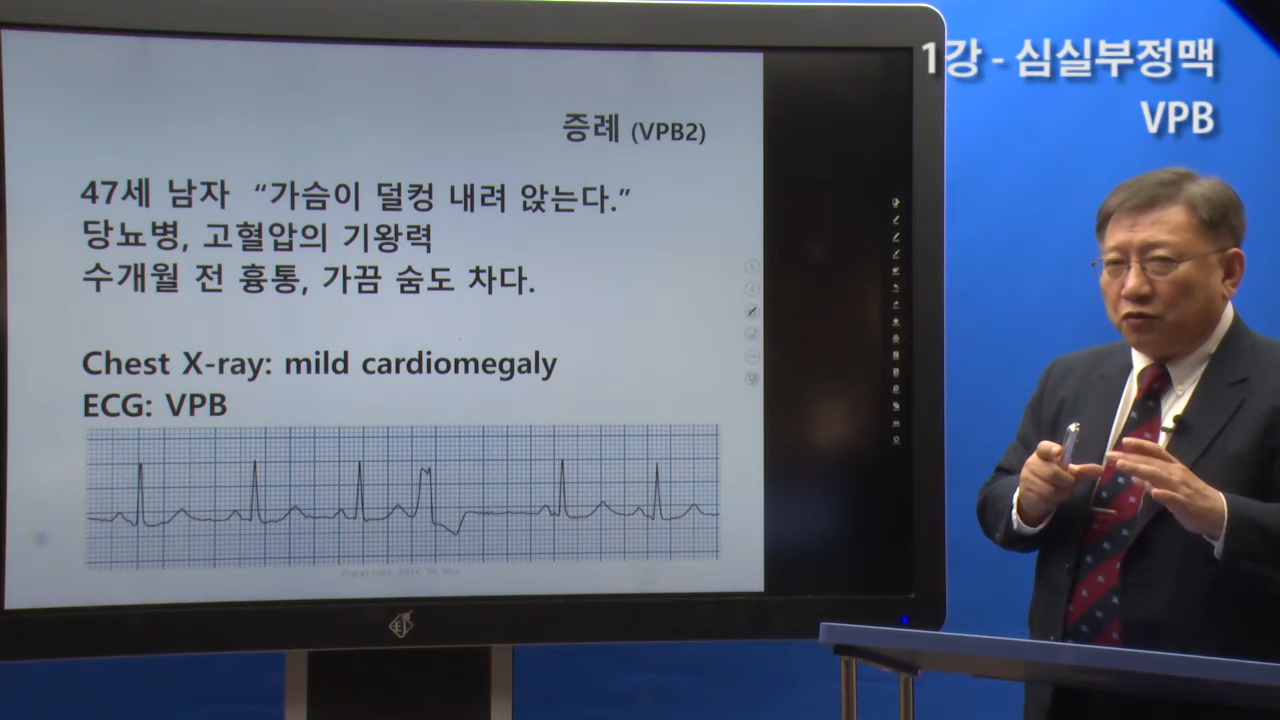 1강 - 심실부정맥
VPB
증례 (VPB2)
47세 남자 “가슴이 덜컹 내려 앉는다.”
당뇨병, 고혈압의 기왕력
수개월 전 흉통, 가끔 숨도 차다.
Chest X-ray: mild cardiomegaly
ECG: VPB